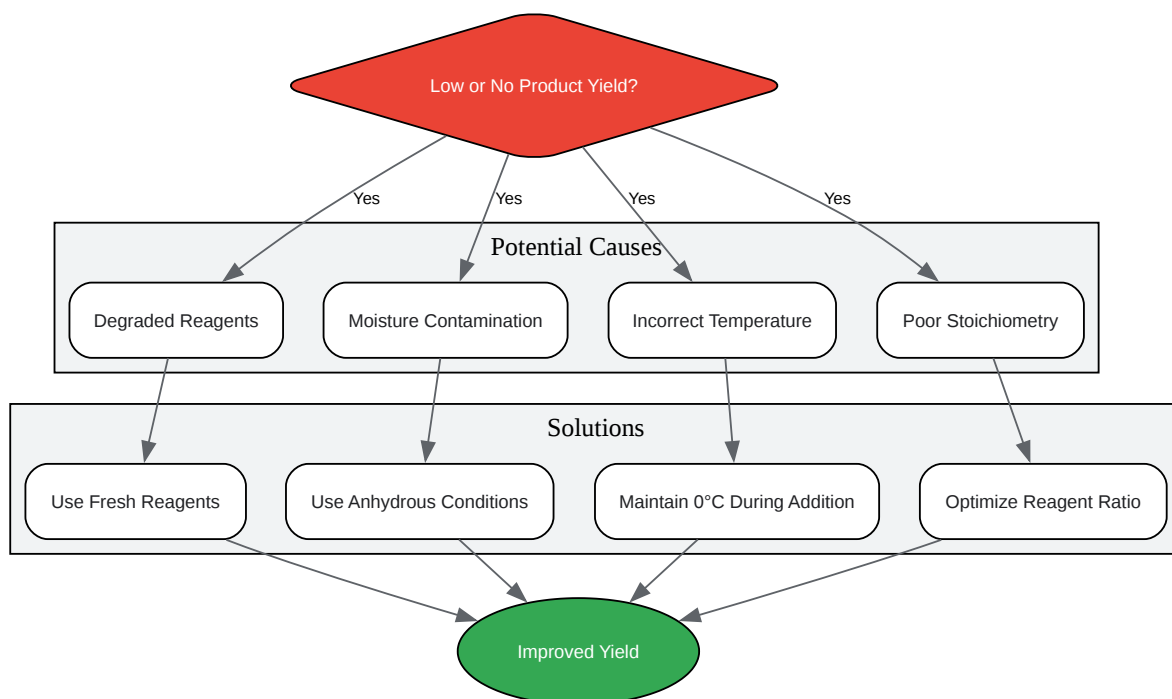 Low or No Product Yield?
Yes
Yes
Yes
Yes
Potential Causes
Degraded Reagents
Moisture Contamination
Incorrect Temperature
Poor Stoichiometry
Solutions
Use Fresh Reagents
Use Anhydrous Conditions
Maintain 0°C During Addition
Optimize Reagent Ratio
Improved Yield